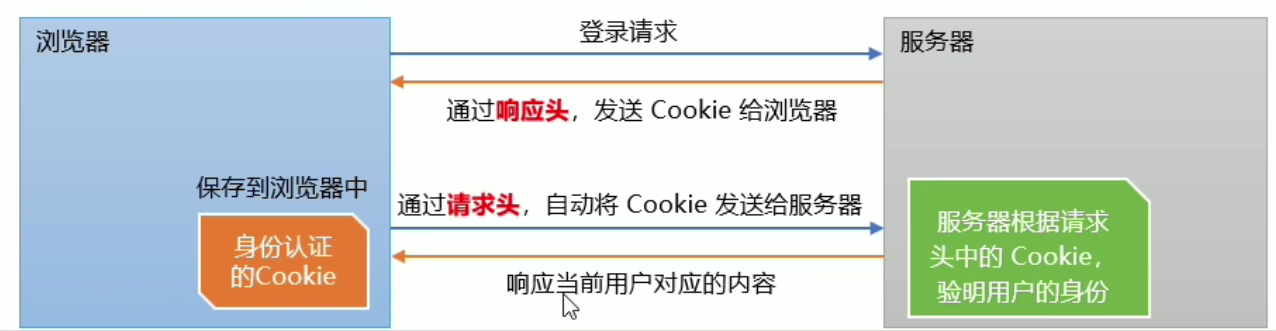 浏览器
登录请求
服务器
通过响应头，发送 Cookie 给浏览器
保存到浏览器中
通过请求头，自动将 Cookie 发送给服务器
身份认证
的Cookie
服务器根据请求
头中的 Cookie，
验明用户的身份
响应当前用户对应的内容